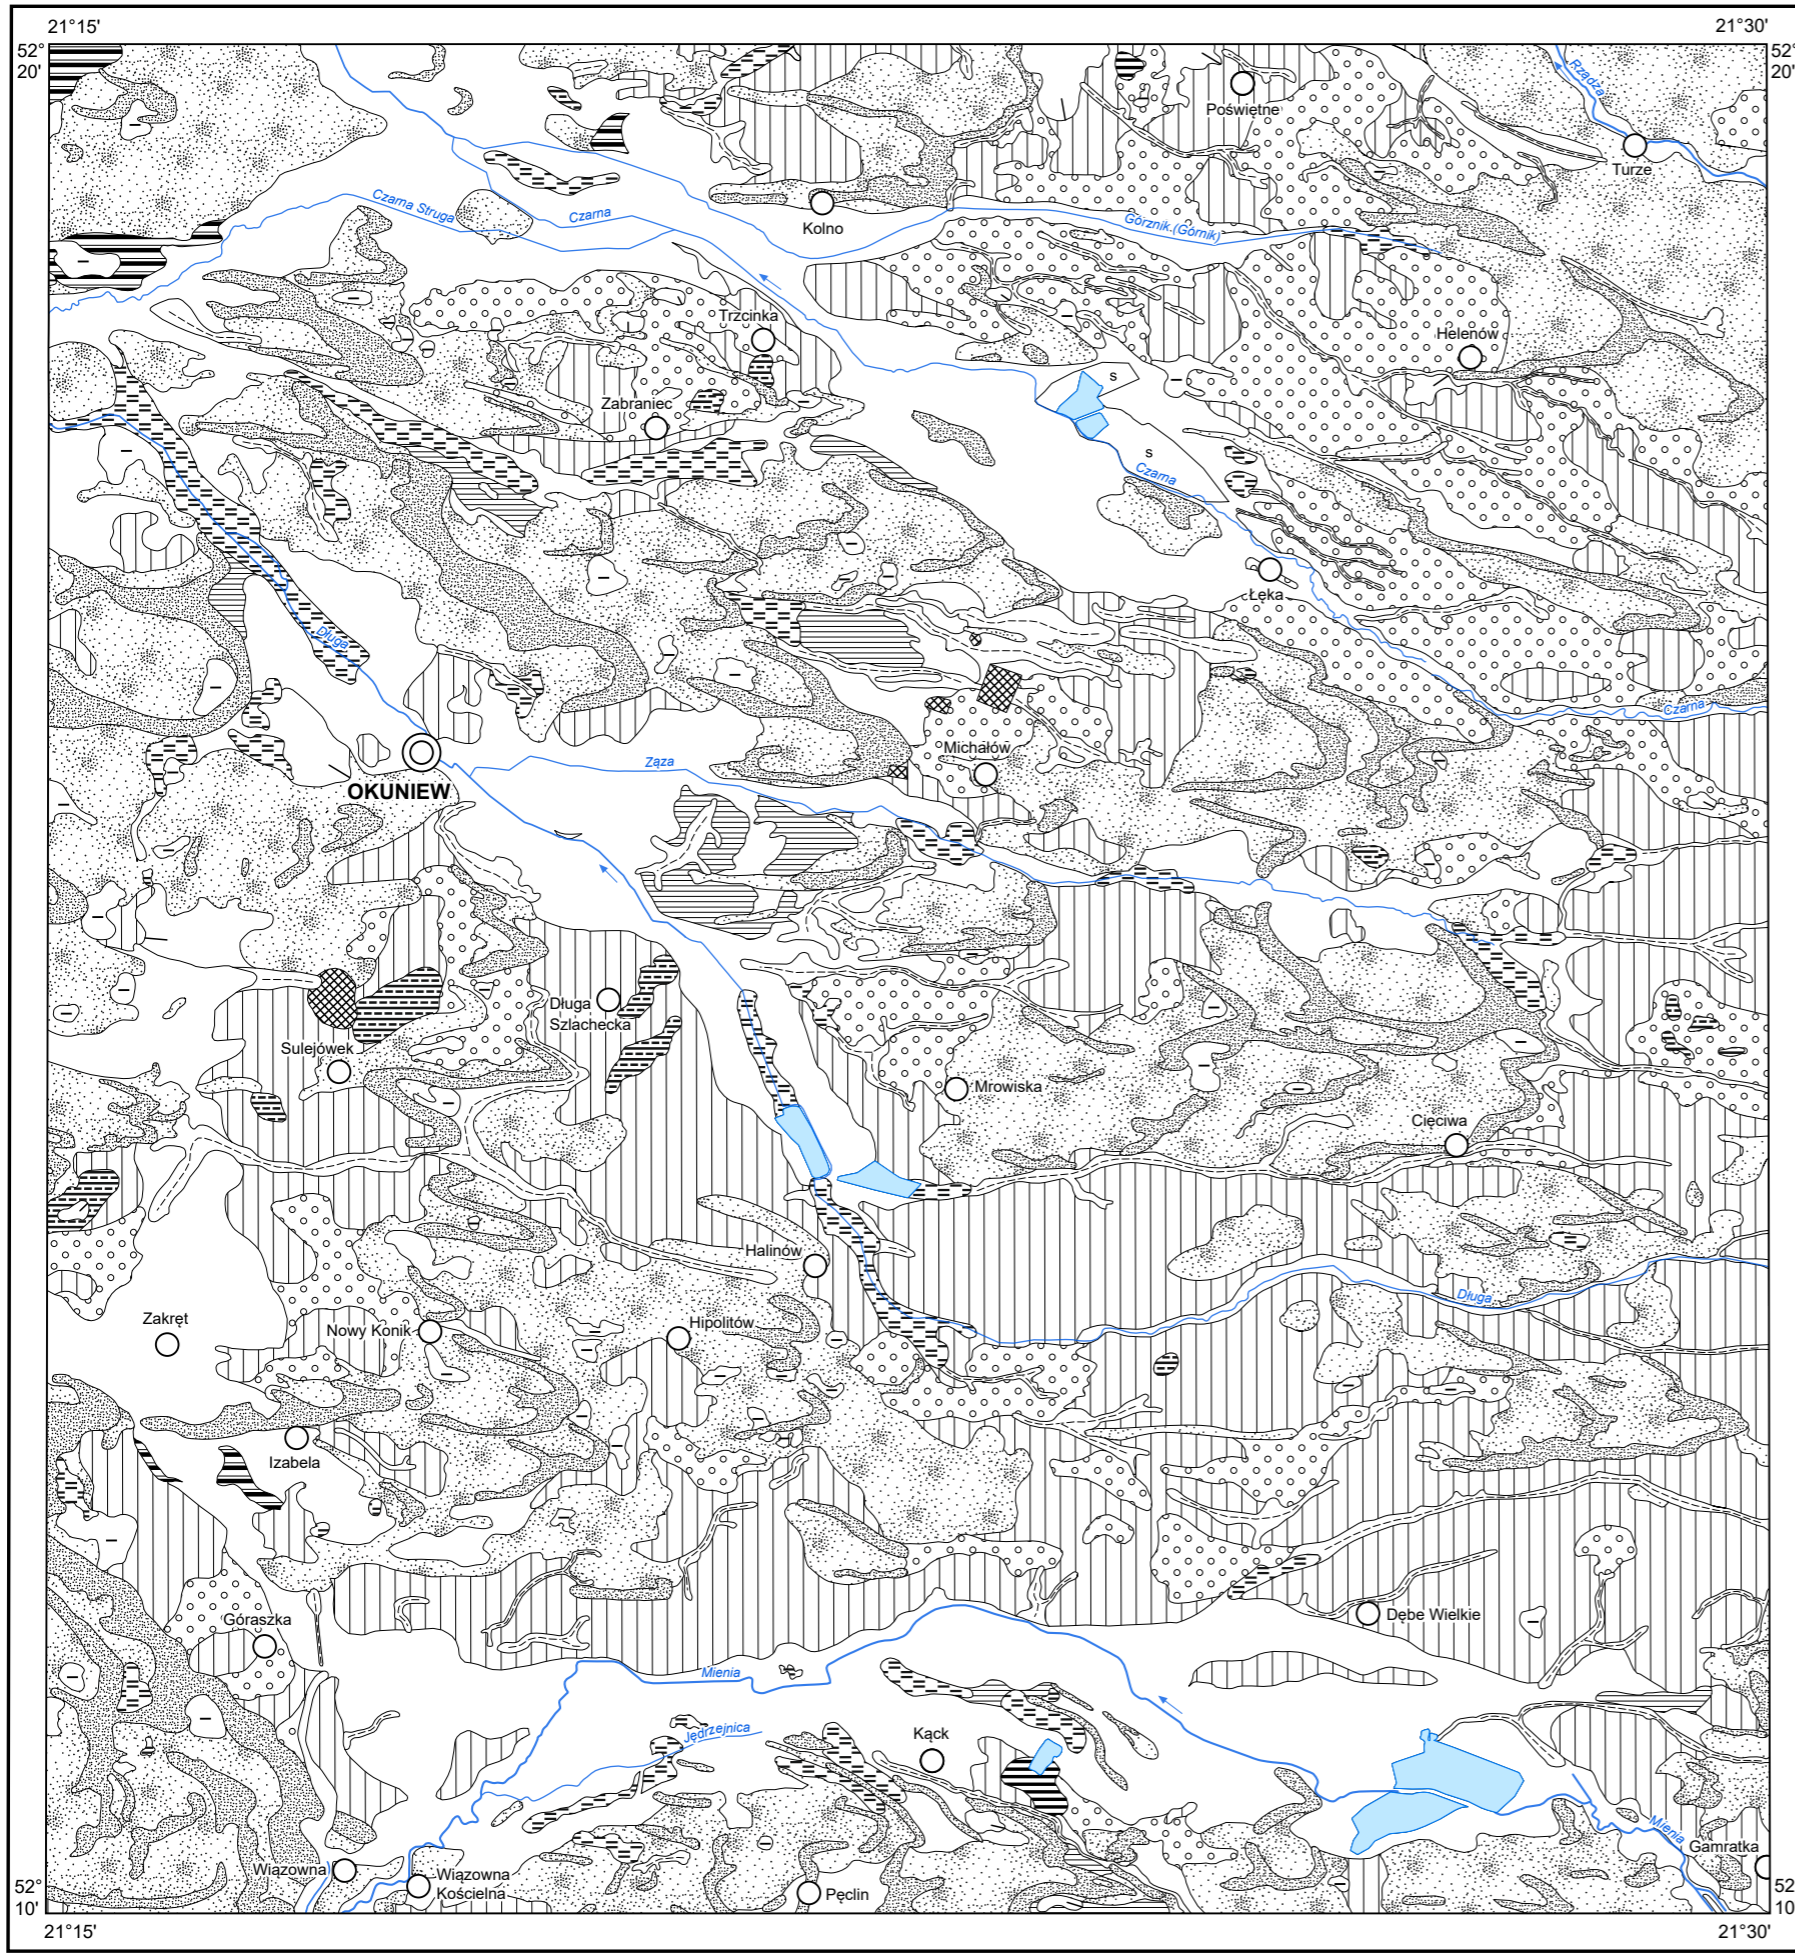 21°15'
21°30'
52°
20'
52°
20'
Rządza
Poświętne
Turze
Czarna Struga
Czarna
Kolno
Górznik (Górnik)
Trzcinka
Helenów
s
Zabraniec
s
Czarna
Łęka
Długa
Czarna
Michałów
Ząza
OKUNIEW
Długa
Szlachecka
Sulejówek
Mrowiska
Cięciwa
Halinów
Długa
Zakręt
Nowy Konik
Hipolitów
Izabela
Góraszka
Dębe Wielkie
Mienia
Jędrzejnica
Kąck
Mienia
Gamratka
Wiązowna
Wiązowna
Kościelna
Pęclin
52°
10'
52
10
21°15'
21°30'